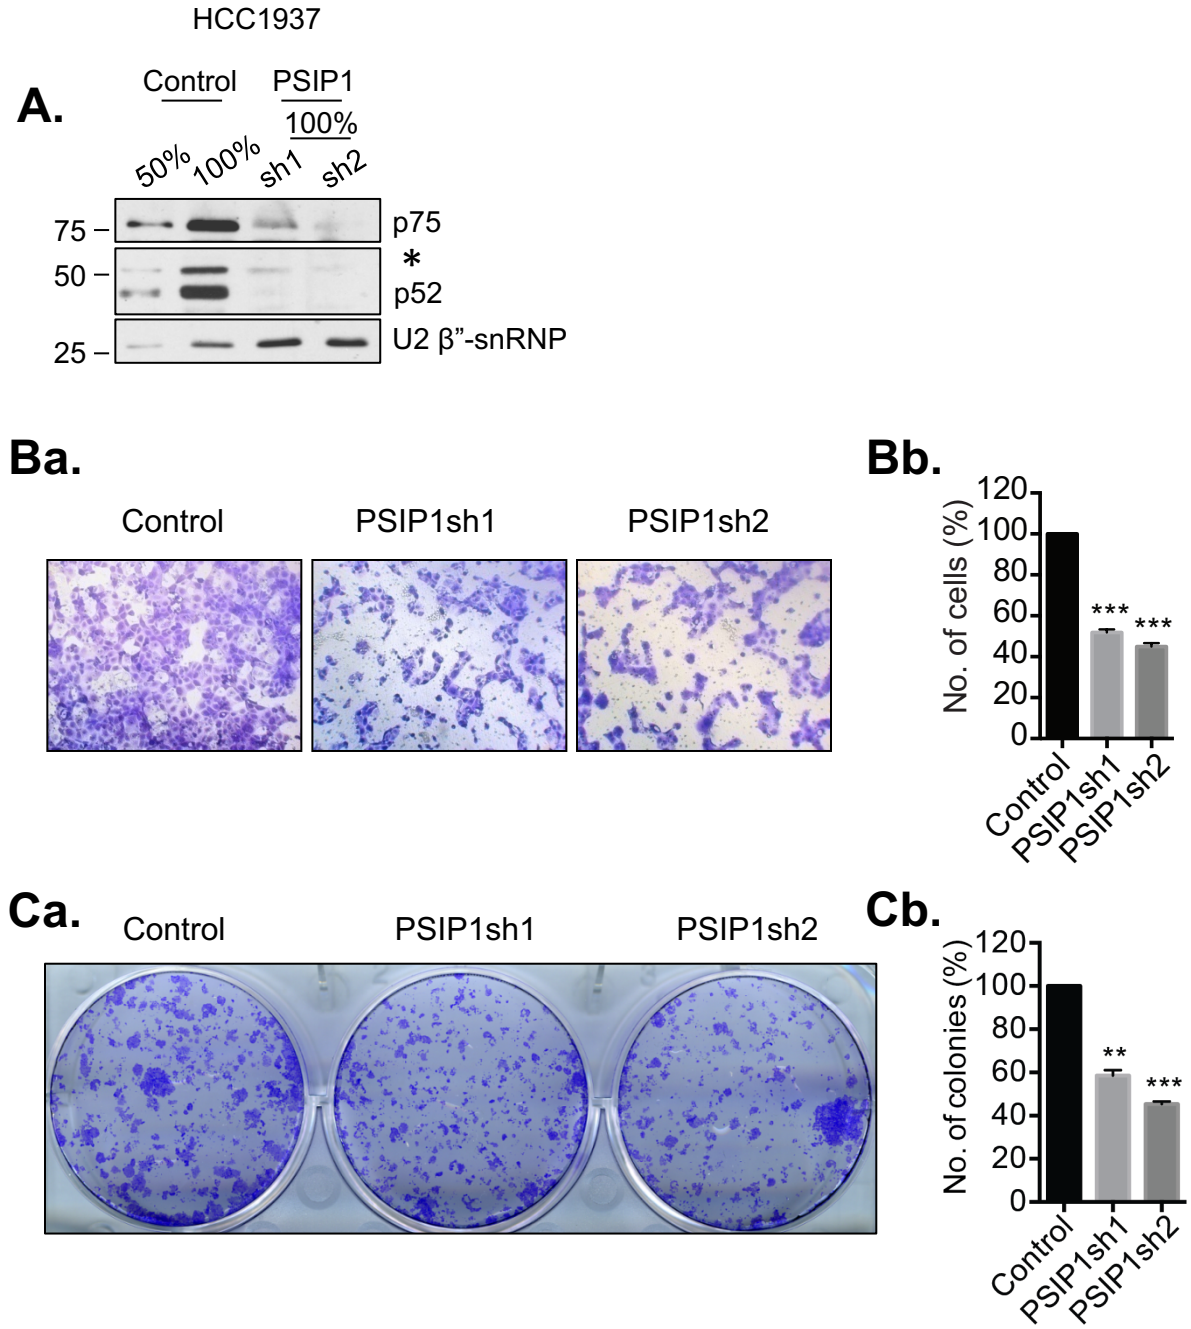 HCC1937
A.
Control PSIP1
100%
50% 100% sh1 sh2
75 p75
*
50
p52
25 U2 β”-snRNP
Ba.
Control PSIP1sh1 PSIP1sh2
Bb.
No. of cells (%)
120
100
80
60
40
20
0
*** ***
Control PSIP1sh1 PSIP1sh2
Ca.
Control PSIP1sh1 PSIP1sh2
Cb.
No. of colonies (%)
120
100
80
60
40
20
0
** ***
Control PSIP1sh1 PSIP1sh2